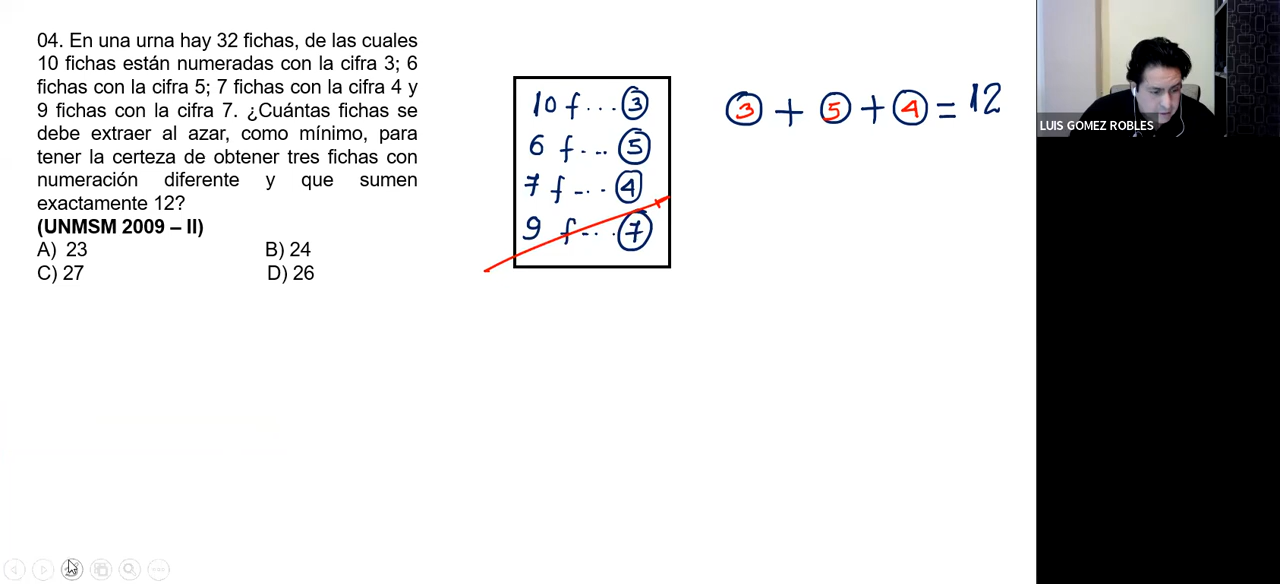 04. En una urna hay 32 fichas, de las cuales
10 fichas están numeradas con la cifra 3; 6
fichas con la cifra 5; 7 fichas con la cifra 4 y
9 fichas con la cifra 7. ¿Cuántas fichas se
debe extraer al azar, como mínimo, para
tener la certeza de obtener tres fichas con
numeración diferente y que sumen
exactamente 12?
(UNMSM 2009 – II)
A) 23 B) 24
C) 27 D) 26
10 f... 3
6 f... 5
7 f... 4
9 f... 7
3 + 5 + 4 = 12
LUIS GOMEZ ROBLES